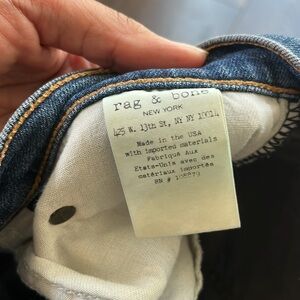 rag & bone
NEW YORK
425 W. 13th St, NY NY 10014
Made in the USA
with imported materials
Fabriqué Aux
Etats-Unis avec des
matériaux importés
RN #